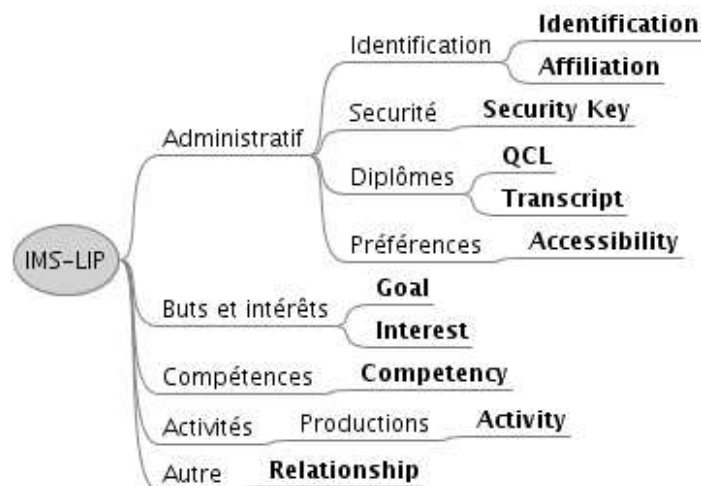 IMS-LIP
Administratif
Identification
Identification
Affiliation
Securité
Security Key
Diplômes
QCL
Transcript
Préférences
Accessibility
Buts et intérêts
Goal
Interest
Compétences
Competency
Activités
Productions
Activity
Autre
Relationship